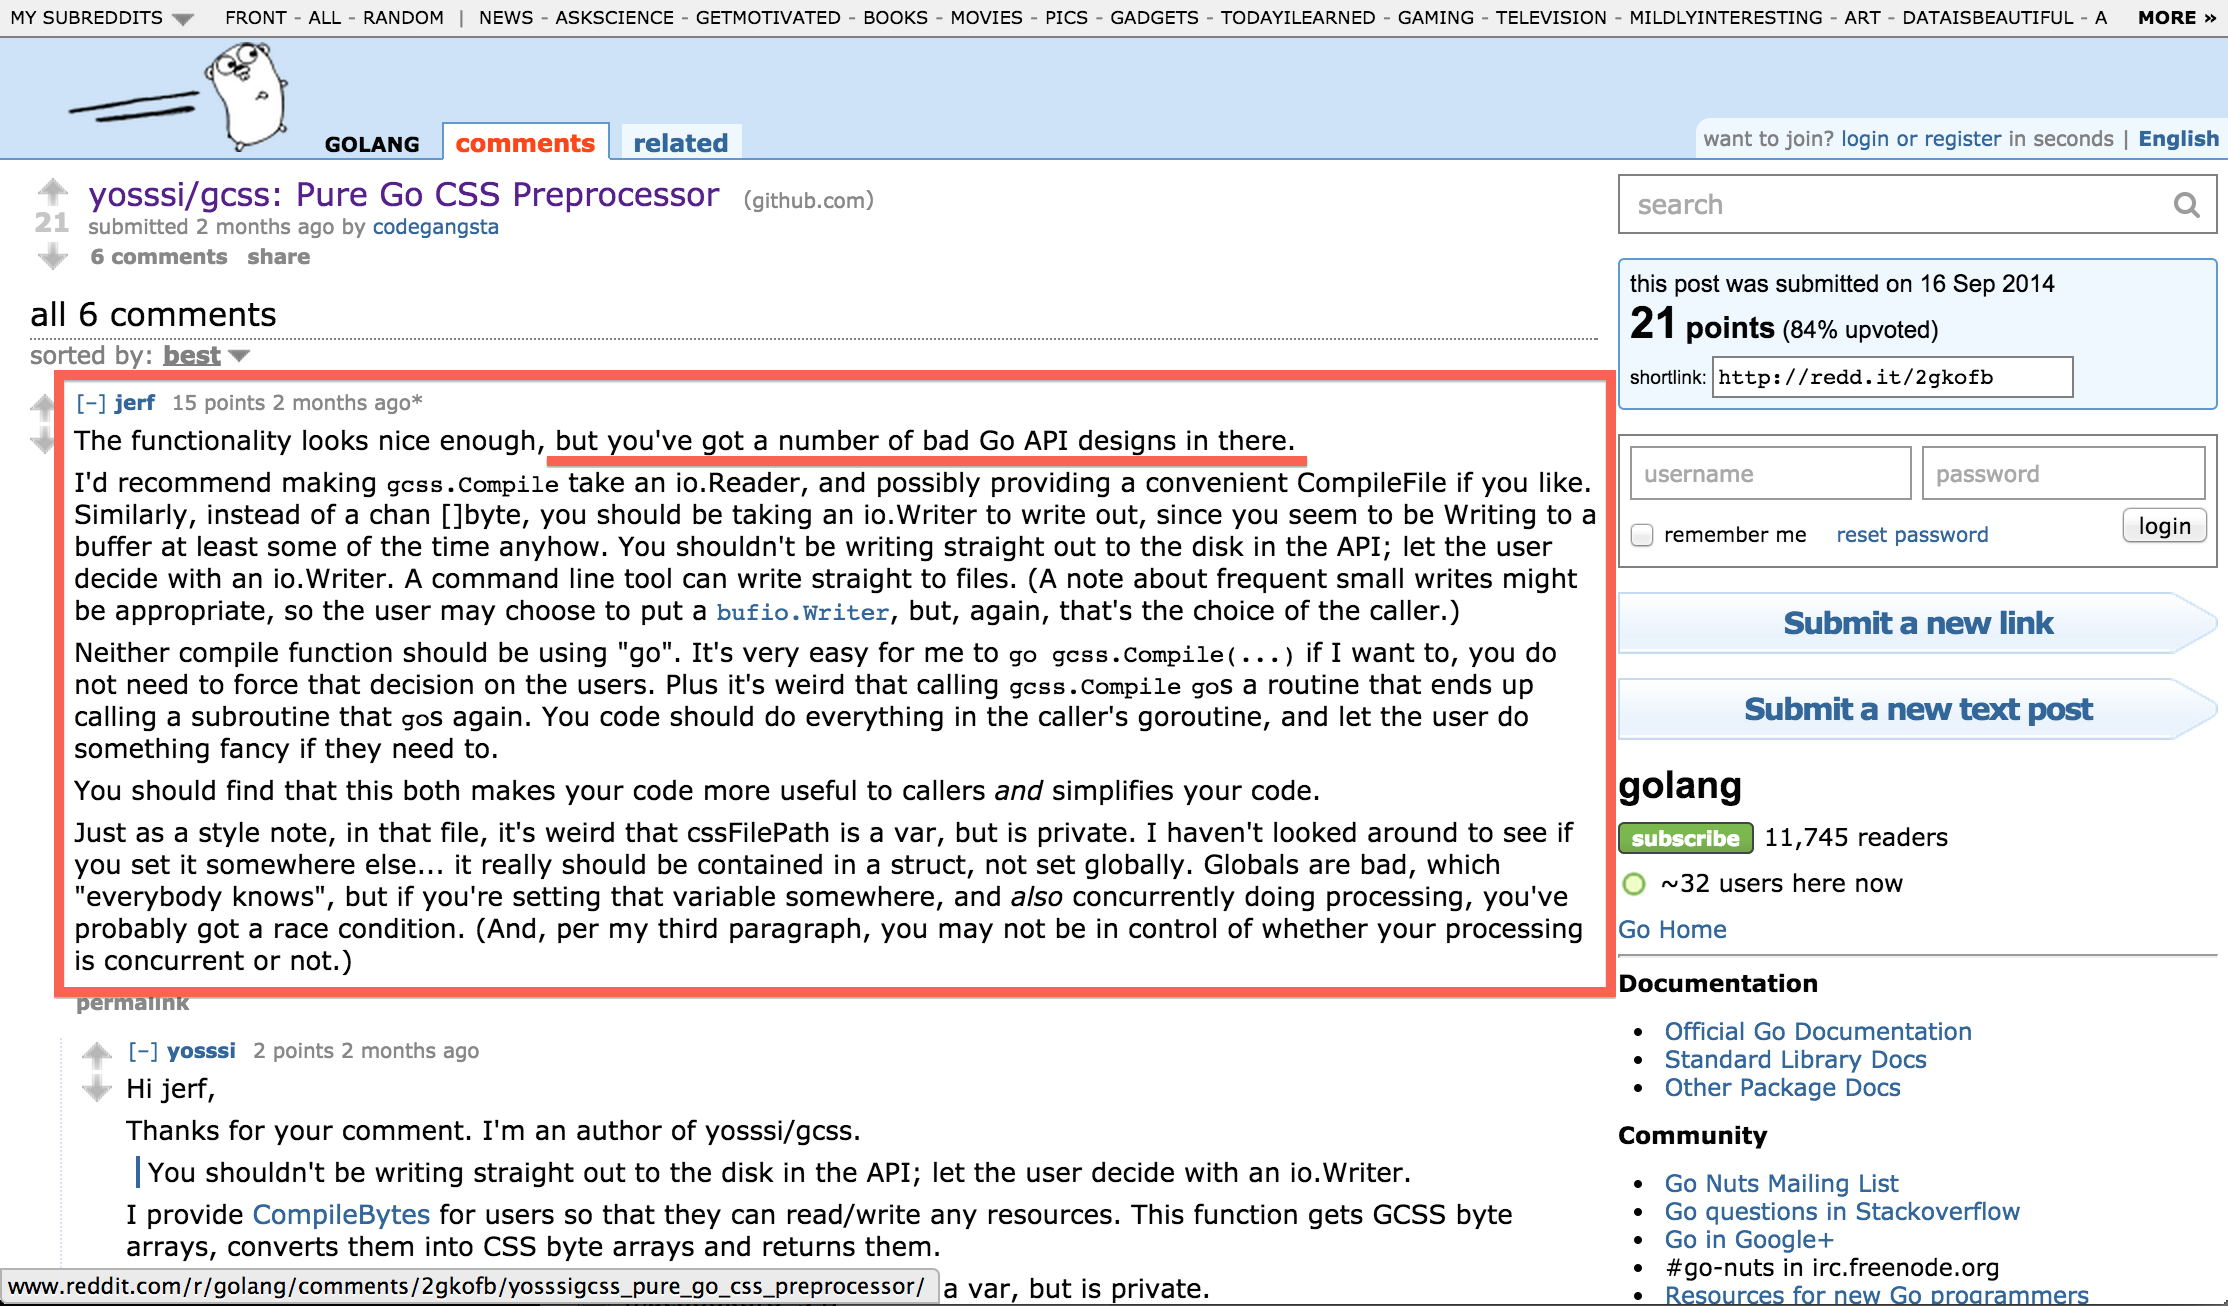 MY SUBREDDITS FRONT - ALL - RANDOM | NEWS - ASKSCIENCE - GETMOTIVATED - BOOKS - MOVIES - PICS - GADGETS - TODAYILEARNED - GAMING - TELEVISION - MILDLYINTERESTING - ART - DATAISBEAUTIFUL - A MORE »
GOLANG comments related
want to join? login or register in seconds | English
yosssi/gcss: Pure Go CSS Preprocessor (github.com)
21
submitted 2 months ago by codegangsta
6 comments share
all 6 comments
sorted by: best
[–] jerf 15 points 2 months ago*
The functionality looks nice enough, but you've got a number of bad Go API designs in there.
I'd recommend making gcss.Compile take an io.Reader, and possibly providing a convenient CompileFile if you like.
Similarly, instead of a chan []byte, you should be taking an io.Writer to write out, since you seem to be Writing to a
buffer at least some of the time anyhow. You shouldn't be writing straight out to the disk in the API; let the user
decide with an io.Writer. A command line tool can write straight to files. (A note about frequent small writes might
be appropriate, so the user may choose to put a bufio.Writer, but, again, that's the choice of the caller.)
Neither compile function should be using "go". It's very easy for me to go gcss.Compile(...) if I want to, you do
not need to force that decision on the users. Plus it's weird that calling gcss.Compile gos a routine that ends up
calling a subroutine that gos again. You code should do everything in the caller's goroutine, and let the user do
something fancy if they need to.
You should find that this both makes your code more useful to callers and simplifies your code.
Just as a style note, in that file, it's weird that cssFilePath is a var, but is private. I haven't looked around to see if
you set it somewhere else... it really should be contained in a struct, not set globally. Globals are bad, which
"everybody knows", but if you're setting that variable somewhere, and also concurrently doing processing, you've
probably got a race condition. (And, per my third paragraph, you may not be in control of whether your processing
is concurrent or not.)
permalink
[–] yosssi 2 points 2 months ago
Hi jerf,
Thanks for your comment. I'm an author of yosssi/gcss.
You shouldn't be writing straight out to the disk in the API; let the user decide with an io.Writer.
I provide CompileBytes for users so that they can read/write any resources. This function gets GCSS byte
arrays, converts them into CSS byte arrays and returns them.
a var, but is private.
www.reddit.com/r/golang/comments/2gkofb/yosssigcss_pure_go_css_preprocessor/
search
this post was submitted on 16 Sep 2014
21 points (84% upvoted)
shortlink: http://redd.it/2gkofb
username password
remember me reset password login
Submit a new link
Submit a new text post
golang
subscribe 11,745 readers
~32 users here now
Go Home
Documentation
Official Go Documentation
Standard Library Docs
Other Package Docs
Community
Go Nuts Mailing List
Go questions in Stackoverflow
Go in Google+
#go-nuts in irc.freenode.org
Resources for new Go programmers